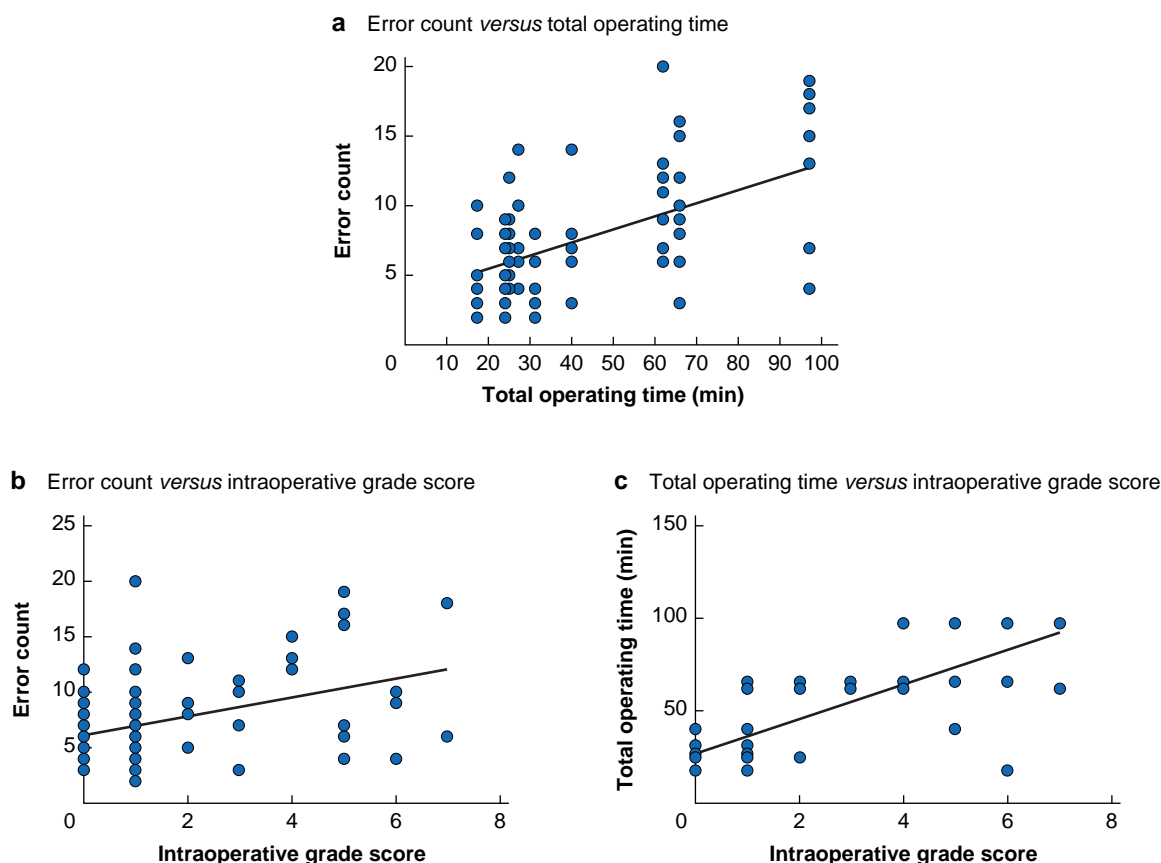 a Error count versus total operating time
20
15
10
5
0
10 20 30 40 50 60 70 80 90 100
Error count
Total operating time (min)
b Error count versus intraoperative grade score
25
20
15
10
5
0
2 4 6 8
Error count
Intraoperative grade score
c Total operating time versus intraoperative grade score
150
100
50
0
2 4 6 8
Total operating time (min)
Intraoperative grade score